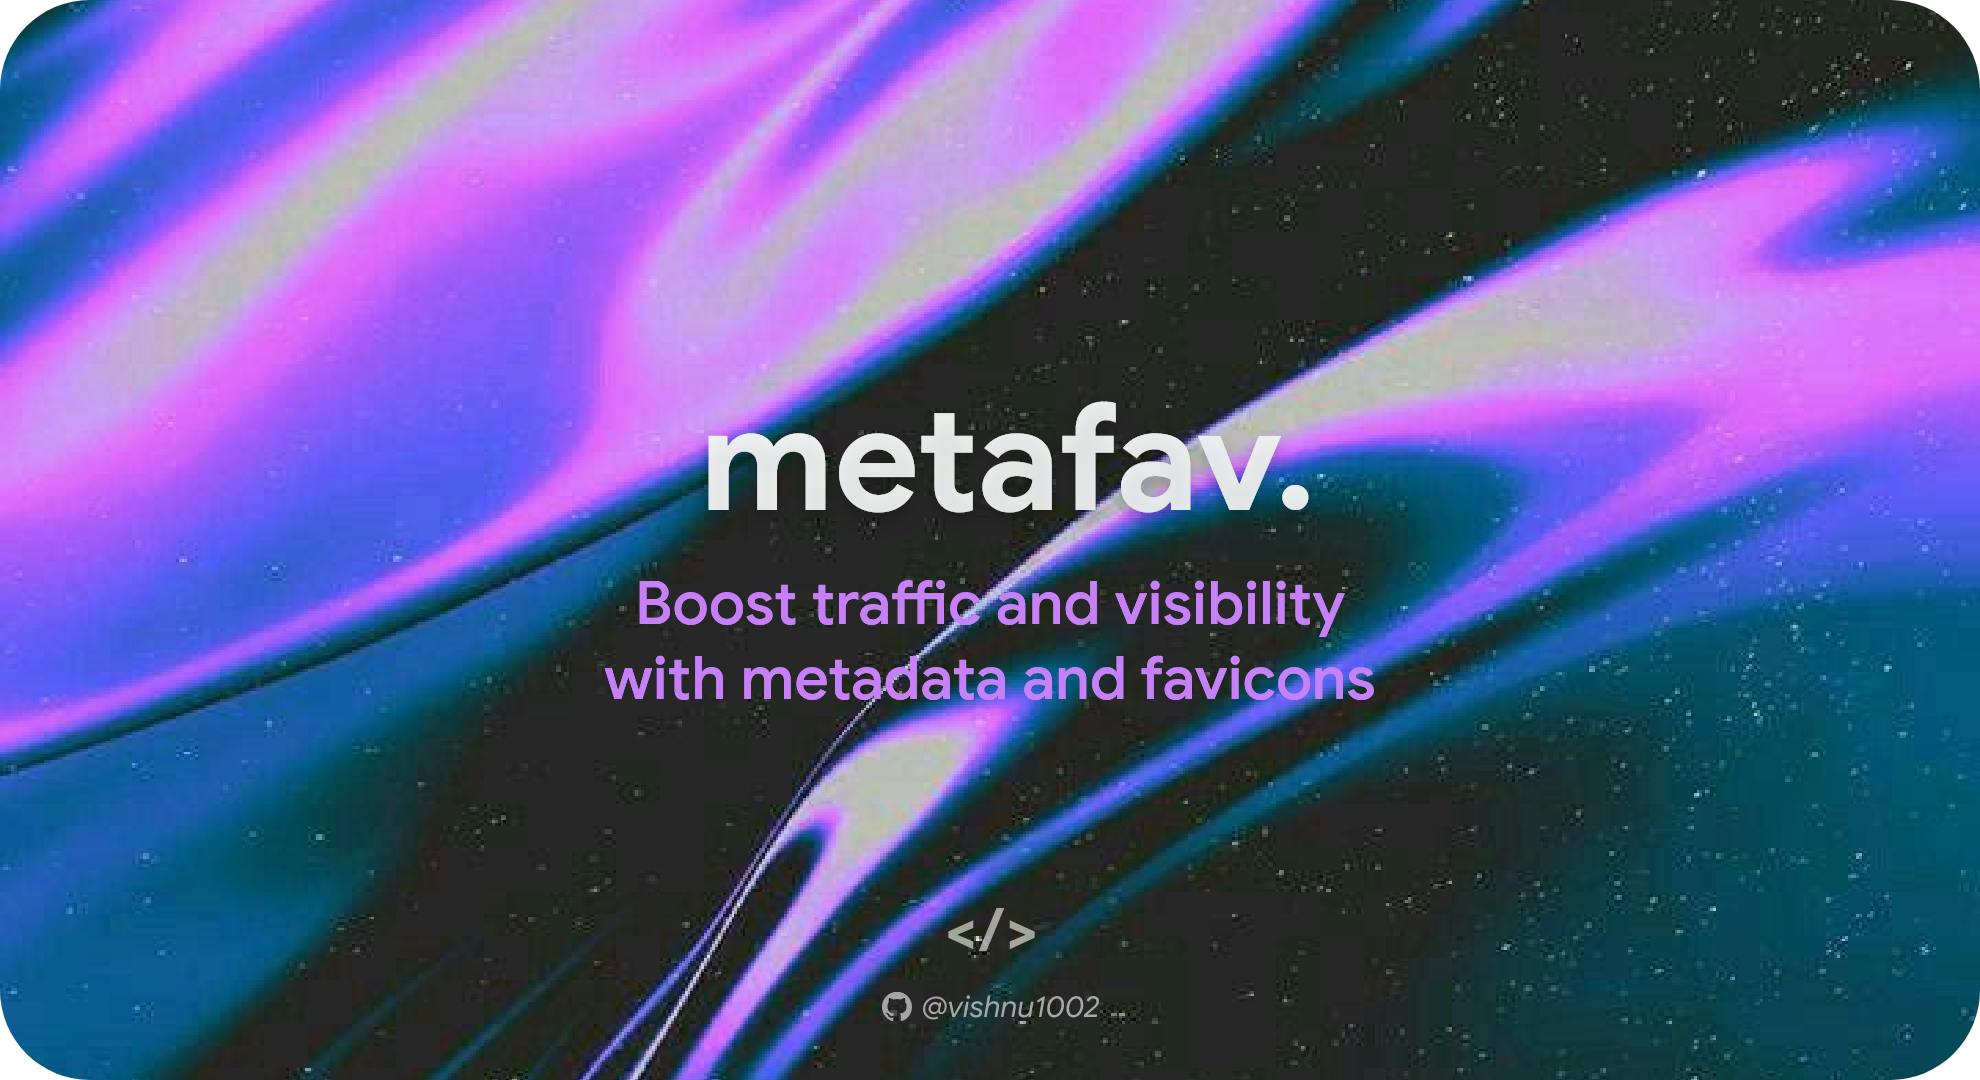 metafav.
Boost traffic and visibility
with metadata and favicons
</>
@vishnu1002